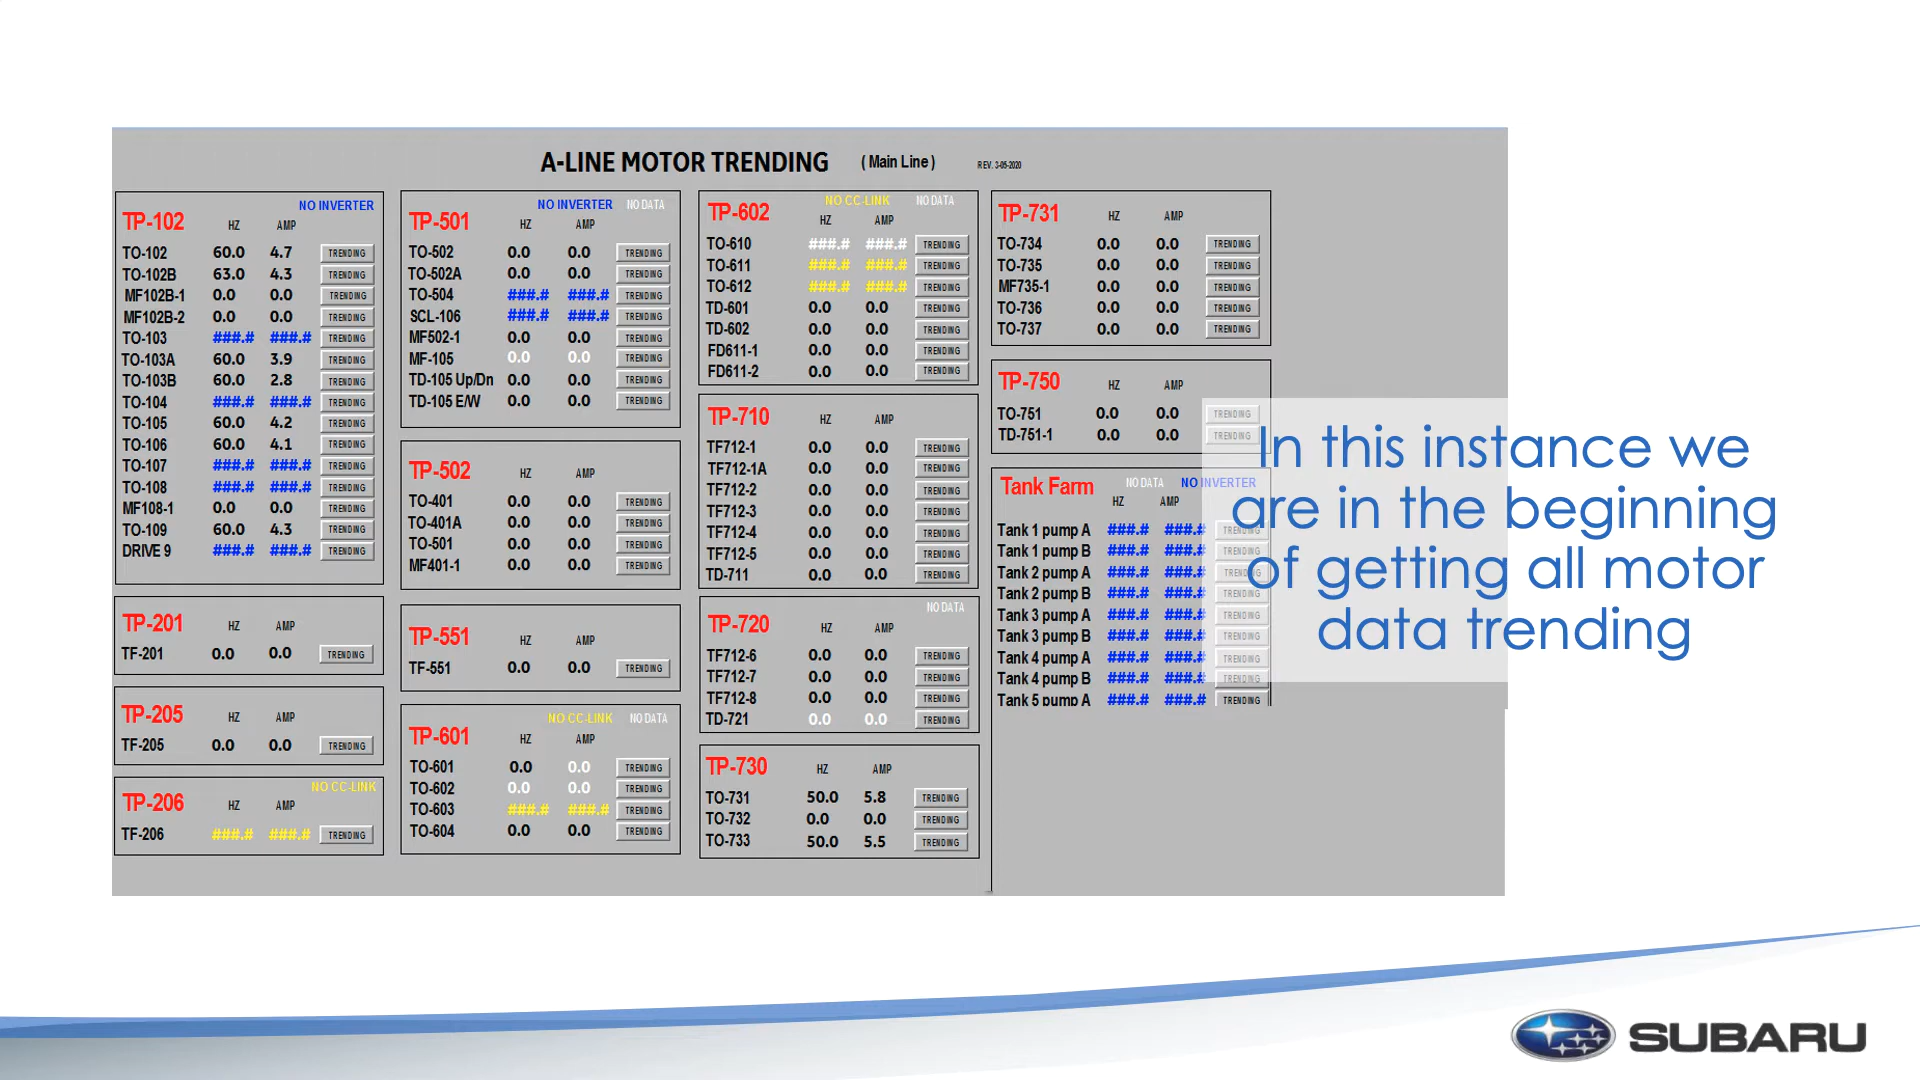 A-LINE MOTOR TRENDING ( Main Line ) REV. 3-05-2020
NO INVERTER
TP-102 HZ AMP
TO-102 60.0 4.7 TRENDING
TO-102B 63.0 4.3 TRENDING
MF102B-1 0.0 0.0 TRENDING
MF102B-2 0.0 0.0 TRENDING
TO-103 ###.# ###.# TRENDING
TO-103A 60.0 3.9 TRENDING
TO-103B 60.0 2.8 TRENDING
TO-104 ###.# ###.# TRENDING
TO-105 60.0 4.2 TRENDING
TO-106 60.0 4.1 TRENDING
TO-107 ###.# ###.# TRENDING
TO-108 ###.# ###.# TRENDING
MF108-1 0.0 0.0 TRENDING
TO-109 60.0 4.3 TRENDING
DRIVE 9 ###.# ###.# TRENDING
TP-201 HZ AMP
TF-201 0.0 0.0 TRENDING
TP-205 HZ AMP
TF-205 0.0 0.0 TRENDING
NO CC-LINK
TP-206 HZ AMP
TF-206 ###.# ###.# TRENDING
NO INVERTER NO DATA
TP-501 HZ AMP
TO-502 0.0 0.0 TRENDING
TO-502A 0.0 0.0 TRENDING
TO-504 ###.# ###.# TRENDING
SCL-106 ###.# ###.# TRENDING
MF502-1 0.0 0.0 TRENDING
MF-105 0.0 0.0 TRENDING
TD-105 Up/Dn 0.0 0.0 TRENDING
TD-105 E/W 0.0 0.0 TRENDING
TP-502 HZ AMP
TO-401 0.0 0.0 TRENDING
TO-401A 0.0 0.0 TRENDING
TO-501 0.0 0.0 TRENDING
MF401-1 0.0 0.0 TRENDING
TP-551 HZ AMP
TF-551 0.0 0.0 TRENDING
NO CC-LINK NO DATA
TP-601 HZ AMP
TO-601 0.0 0.0 TRENDING
TO-602 0.0 0.0 TRENDING
TO-603 ###.# ###.# TRENDING
TO-604 0.0 0.0 TRENDING
NO CC-LINK NO DATA
TP-602 HZ AMP
TO-610 ###.# ###.# TRENDING
TO-611 ###.# ###.# TRENDING
TO-612 ###.# ###.# TRENDING
TD-601 0.0 0.0 TRENDING
TD-602 0.0 0.0 TRENDING
FD611-1 0.0 0.0 TRENDING
FD611-2 0.0 0.0 TRENDING
TP-710 HZ AMP
TF712-1 0.0 0.0 TRENDING
TF712-1A 0.0 0.0 TRENDING
TF712-2 0.0 0.0 TRENDING
TF712-3 0.0 0.0 TRENDING
TF712-4 0.0 0.0 TRENDING
TF712-5 0.0 0.0 TRENDING
TD-711 0.0 0.0 TRENDING
NO DATA
TP-720 HZ AMP
TF712-6 0.0 0.0 TRENDING
TF712-7 0.0 0.0 TRENDING
TF712-8 0.0 0.0 TRENDING
TD-721 0.0 0.0 TRENDING
TP-730 HZ AMP
TO-731 50.0 5.8 TRENDING
TO-732 0.0 0.0 TRENDING
TO-733 50.0 5.5 TRENDING
TP-731 HZ AMP
TO-734 0.0 0.0 TRENDING
TO-735 0.0 0.0 TRENDING
MF735-1 0.0 0.0 TRENDING
TO-736 0.0 0.0 TRENDING
TO-737 0.0 0.0 TRENDING
TP-750 HZ AMP
TO-751 0.0 0.0 TRENDING
TD-751-1 0.0 0.0 TRENDING
Tank Farm NO DATA NO INVERTER
HZ AMP
Tank 1 pump A ###.# ###.# TRENDING
Tank 1 pump B ###.# ###.# TRENDING
Tank 2 pump A ###.# ###.# TRENDING
Tank 2 pump B ###.# ###.# TRENDING
Tank 3 pump A ###.# ###.# TRENDING
Tank 3 pump B ###.# ###.# TRENDING
Tank 4 pump A ###.# ###.# TRENDING
Tank 4 pump B ###.# ###.# TRENDING
Tank 5 pump A ###.# ###.# TRENDING
In this instance we
are in the beginning
of getting all motor
data trending
SUBARU